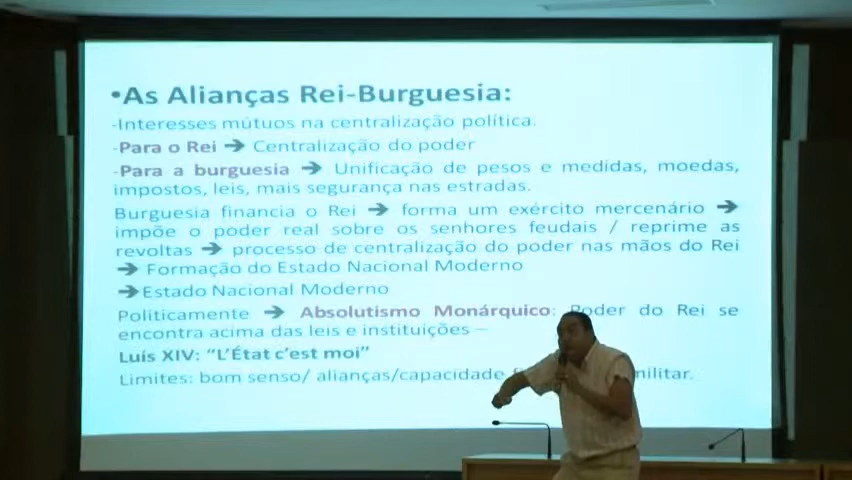 •As Alianças Rei-Burguesia:
-Interesses mútuos na centralização política.
-Para o Rei ➔ Centralização do poder
-Para a burguesia ➔ Unificação de pesos e medidas, moedas,
impostos, leis, mais segurança nas estradas.
Burguesia financia o Rei ➔ forma um exército mercenário ➔
impõe o poder real sobre os senhores feudais / reprime as
revoltas ➔ processo de centralização do poder nas mãos do Rei
➔ Formação do Estado Nacional Moderno
➔Estado Nacional Moderno
Politicamente ➔ Absolutismo Monárquico: Poder do Rei se
encontra acima das leis e instituições –
Luís XIV: “L’État c’est moi”
Limites: bom senso/ alianças/capacidade militar.